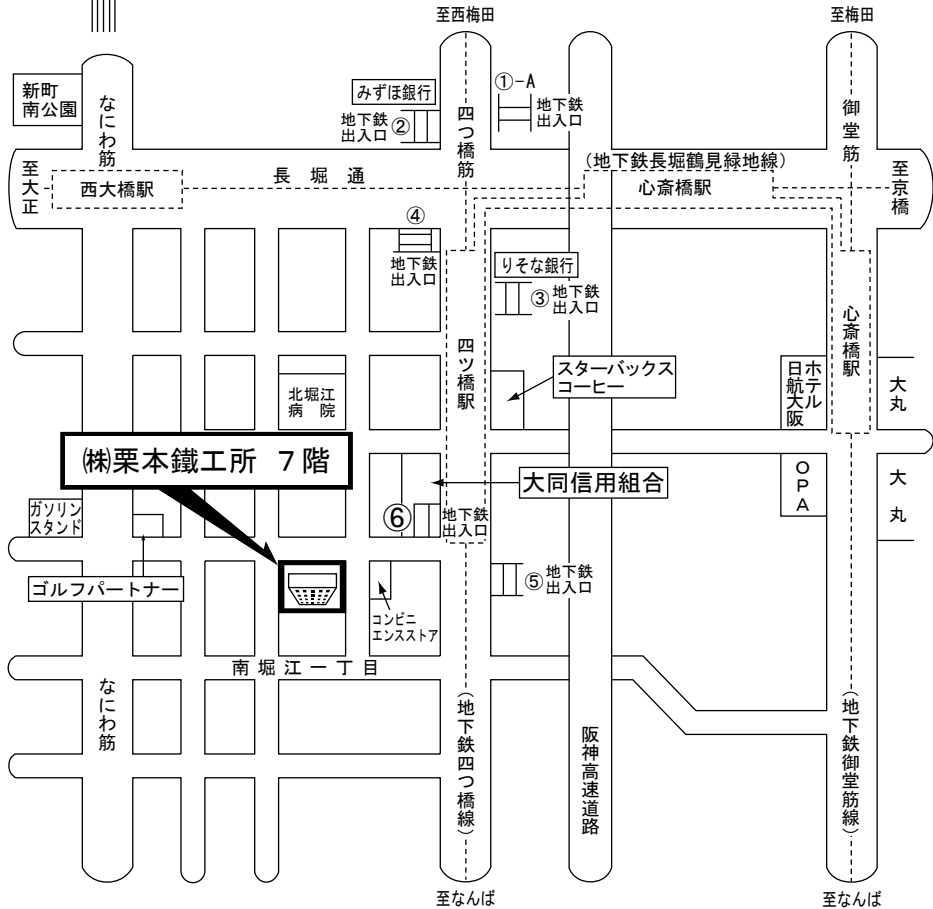 至西梅田
至梅田
新町
南公園
なにわ筋
みずほ銀行
地下鉄
出入口
②
四つ橋筋
①-A
地下鉄
出入口
御堂筋
至大正
西大橋駅
長堀通
(地下鉄長堀鶴見緑地線)
心斎橋駅
至京橋
④
地下鉄
出入口
りそな銀行
③
地下鉄
出入口
四ツ橋駅
心斎橋駅
北堀江
病院
スターバックス
コーヒー
ホテル
日航大阪
大丸
㈱栗本鐵工所 7階
大同信用組合
OPA
大丸
ガソリン
スタンド
⑥
地下鉄
出入口
ゴルフパートナー
コンビニ
エンスストア
⑤
地下鉄
出入口
南堀江一丁目
なにわ筋
(地下鉄四つ橋線)
阪神高速道路
(地下鉄御堂筋線)
至なんば
至なんば